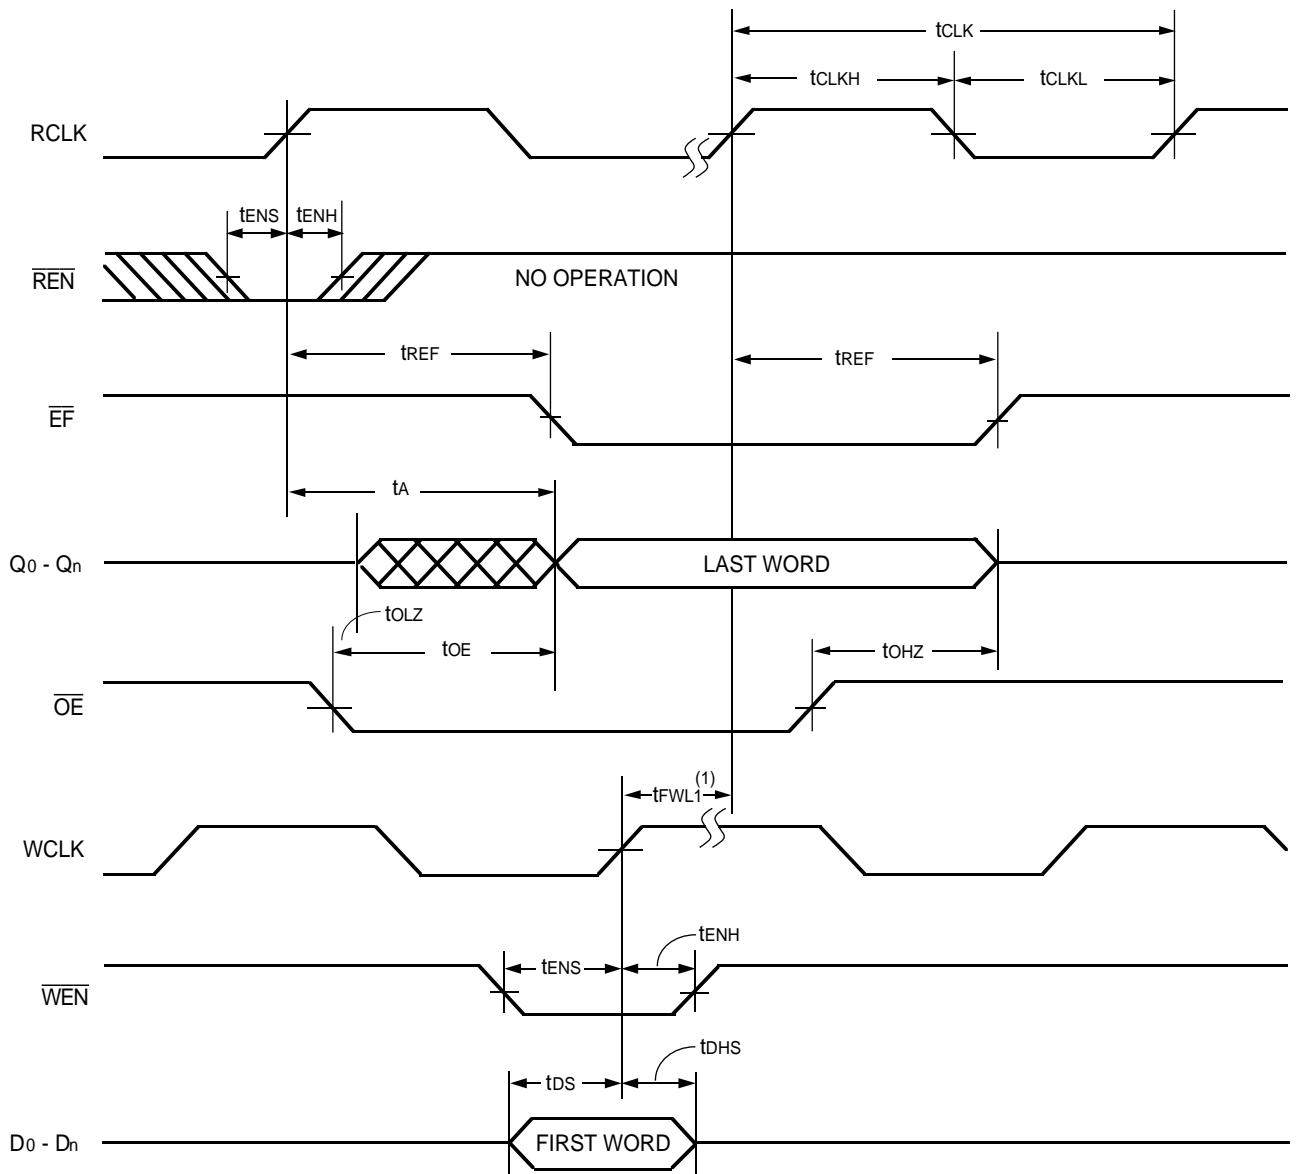 tCLK
tCLKH
tCLKL
RCLK
tENS
tENH
REN
NO OPERATION
tREF
tREF
EF
tA
Q0 - Qn
LAST WORD
tOLZ
tOE
tOHZ
OE
tFWL1(1)
WCLK
tENH
tENS
WEN
tDHS
tDS
D0 - Dn
FIRST WORD